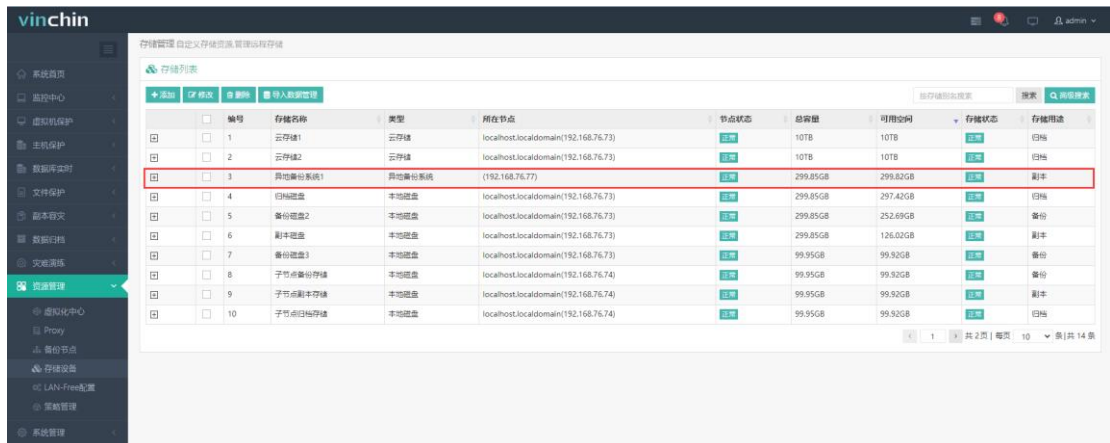 vinchin
8
admin
存储管理 自定义存储资源,管理远程存储
系统首页
监控中心
虚拟机保护
主机保护
数据库实时
文件保护
副本容灾
数据归档
灾难演练
资源管理
虚拟化中心
Proxy
备份节点
存储设备
LAN-Free配置
策略管理
系统管理
存储列表
+添加 修改 删除 导入数据管理 按存储别名搜索 搜索 高级搜索
编号 存储名称 类型 所在节点 节点状态 总容量 可用空间 存储状态 存储用途
1 云存储1 云存储 localhost.localdomain(192.168.76.73) 正常 10TB 10TB 正常 归档
2 云存储2 云存储 localhost.localdomain(192.168.76.73) 正常 10TB 10TB 正常 归档
3 异地备份系统1 异地备份系统 (192.168.76.77) 正常 299.85GB 299.82GB 正常 副本
4 归档磁盘 本地磁盘 localhost.localdomain(192.168.76.73) 正常 299.85GB 297.42GB 正常 归档
5 备份磁盘2 本地磁盘 localhost.localdomain(192.168.76.73) 正常 299.85GB 252.69GB 正常 备份
6 副本磁盘 本地磁盘 localhost.localdomain(192.168.76.73) 正常 299.85GB 126.02GB 正常 副本
7 备份磁盘3 本地磁盘 localhost.localdomain(192.168.76.73) 正常 99.95GB 99.92GB 正常 备份
8 子节点备份存储 本地磁盘 localhost.localdomain(192.168.76.74) 正常 99.95GB 99.92GB 正常 备份
9 子节点副本存储 本地磁盘 localhost.localdomain(192.168.76.74) 正常 99.95GB 99.92GB 正常 副本
10 子节点归档存储 本地磁盘 localhost.localdomain(192.168.76.74) 正常 99.95GB 99.92GB 正常 归档
1 共2页 | 每页 10 条|共14条